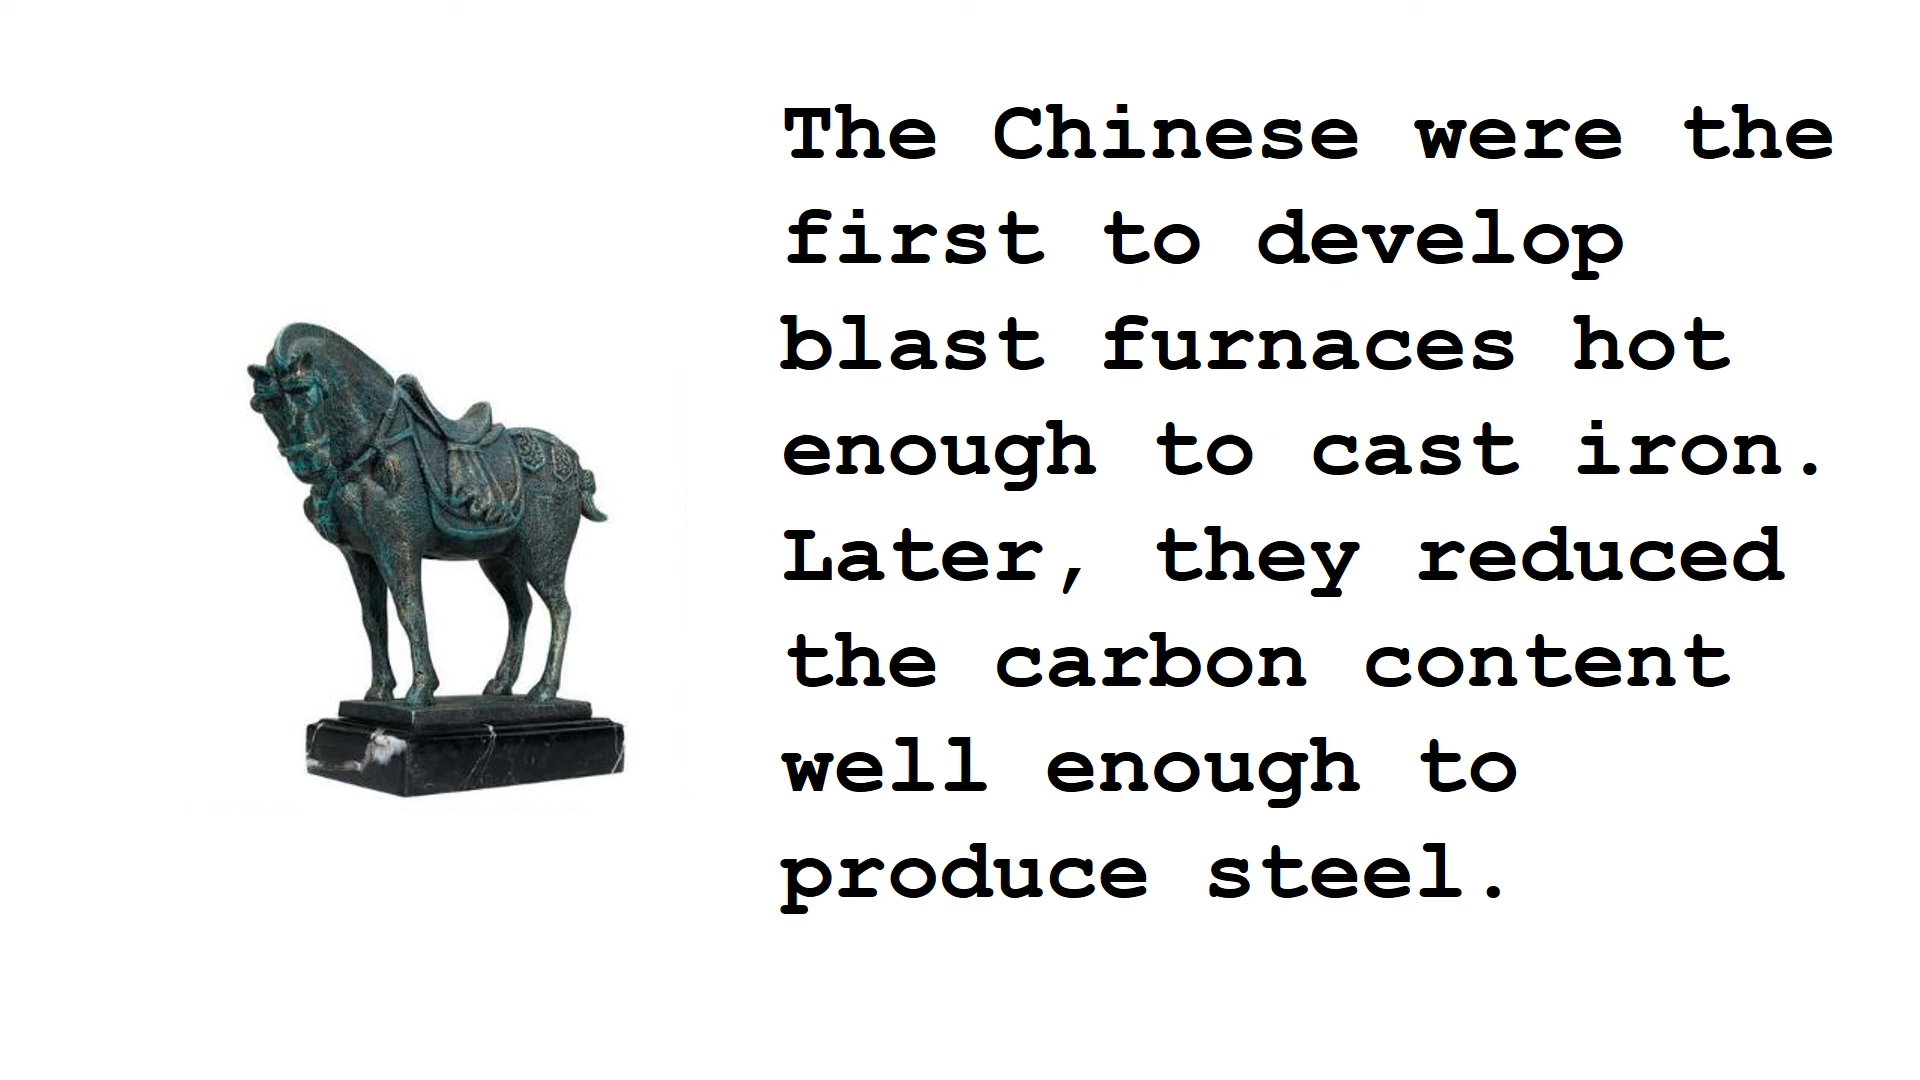 The Chinese were the
first to develop
blast furnaces hot
enough to cast iron.
Later, they reduced
the carbon content
well enough to
produce steel.